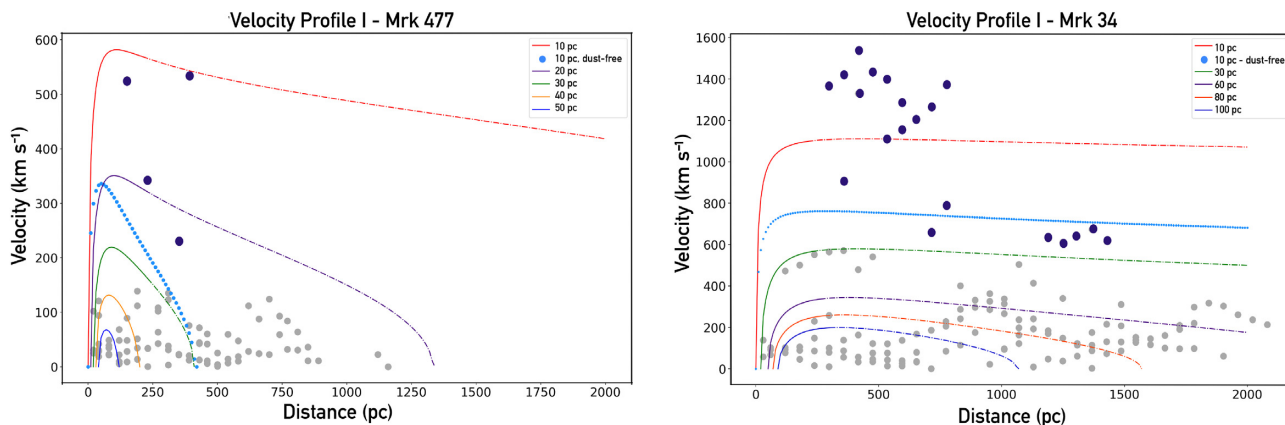 Velocity Profile I - Mrk 477
600
500
400
300
200
100
0
Velocity (km s⁻¹)
0
250
500
750
1000
1250
1500
1750
2000
Distance (pc)
10 pc
10 pc, dust-free
20 pc
30 pc
40 pc
50 pc
Velocity Profile I - Mrk 34
1600
1400
1200
1000
800
600
400
200
0
Velocity (km s⁻¹)
0
500
1000
1500
2000
Distance (pc)
10 pc
10 pc - dust-free
30 pc
60 pc
80 pc
100 pc